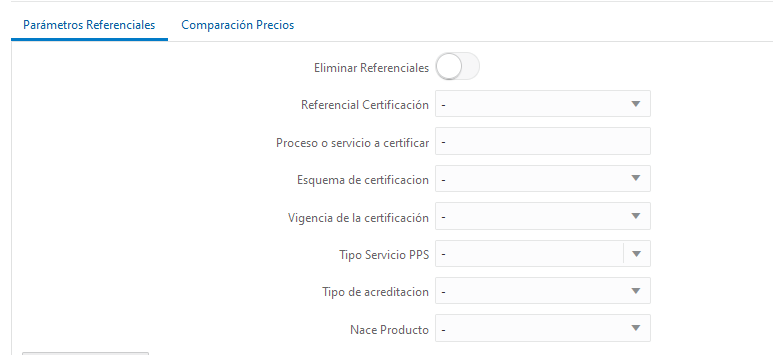 Parámetros Referenciales Comparación Precios
Eliminar Referenciales
Referencial Certificación -
Proceso o servicio a certificar -
Esquema de certificacion -
Vigencia de la certificación -
Tipo Servicio PPS -
Tipo de acreditacion -
Nace Producto -